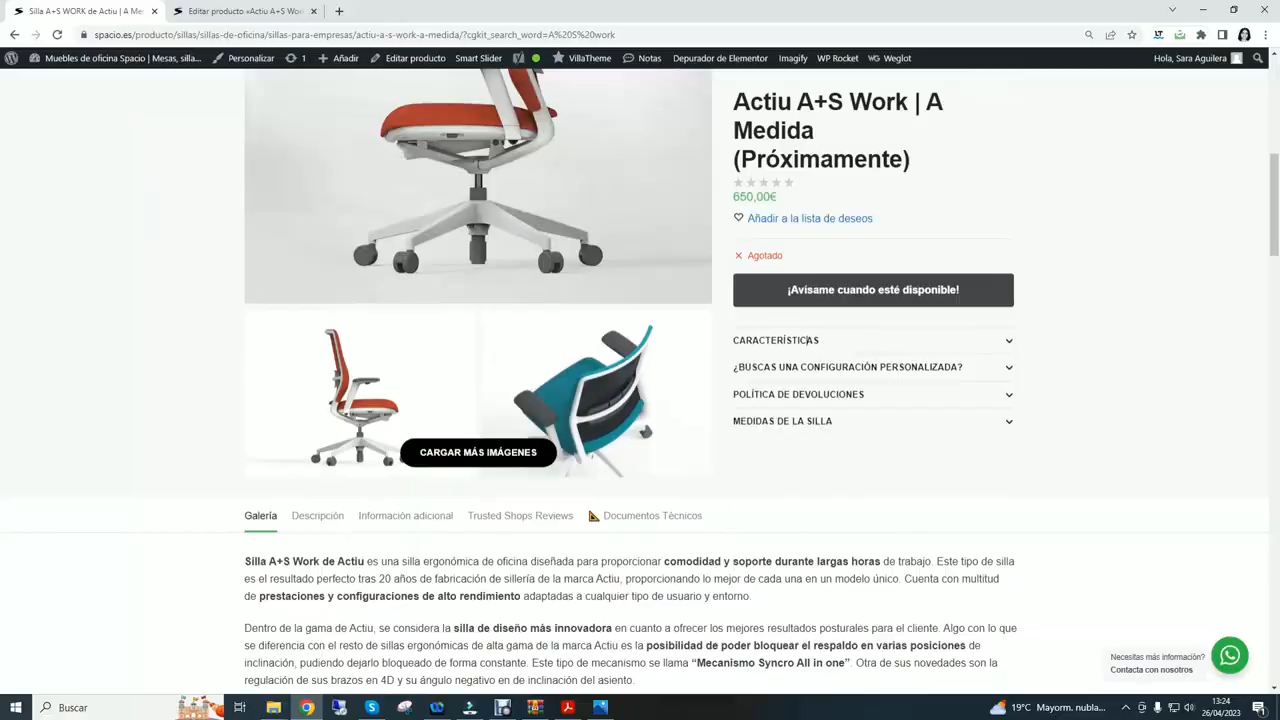 Silla A+S WORK de Actiu | A Me
Editar producto «Actiu A+S Wor
spacio.es/producto/sillas/sillas-de-oficina/sillas-para-empresas/actiu-a-s-work-a-medida/?cgkit_search_word=A%20S%20work
Muebles de oficina Spacio | Mesas, silla...
1
Añadir
Personalizar
Editar producto
Smart Slider
VillaTheme
Notas
Depurador de Elementor
Imagify
WP Rocket
WG Weglot
Hola, Sara Aguilera
Actiu A+S Work | A
Medida
(Próximamente)
650,00€
Añadir a la lista de deseos
Agotado
¡Avisame cuando esté disponible!
CARACTERÍSTICAS
¿BUSCAS UNA CONFIGURACIÓN PERSONALIZADA?
POLÍTICA DE DEVOLUCIONES
MEDIDAS DE LA SILLA
CARGAR MÁS IMÁGENES
Galería
Descripción
Información adicional
Trusted Shops Reviews
Documentos Técnicos
Silla A+S Work de Actiu es una silla ergonómica de oficina diseñada para proporcionar comodidad y soporte durante largas horas de trabajo. Este tipo de silla
es el resultado perfecto tras 20 años de fabricación de sillería de la marca Actiu, proporcionando lo mejor de cada una en un modelo único. Cuenta con multitud
de prestaciones y configuraciones de alto rendimiento adaptadas a cualquier tipo de usuario y entorno.
Dentro de la gama de Actiu, se considera la silla de diseño más innovadora en cuanto a ofrecer los mejores resultados posturales para el cliente. Algo con lo que
se diferencia con el resto de sillas ergonómicas de alta gama de la marca Actiu es la posibilidad de poder bloquear el respaldo en varias posiciones de
inclinación, pudiendo dejarlo bloqueado de forma constante. Este tipo de mecanismo se llama “Mecanismo Syncro All in one”. Otra de sus novedades son la
regulación de sus brazos en 4D y su ángulo negativo en de inclinación del asiento.
Necesitas más información?
Contacta con nosotros
Buscar
19°C Mayorm. nubla...
13:24
26/04/2023